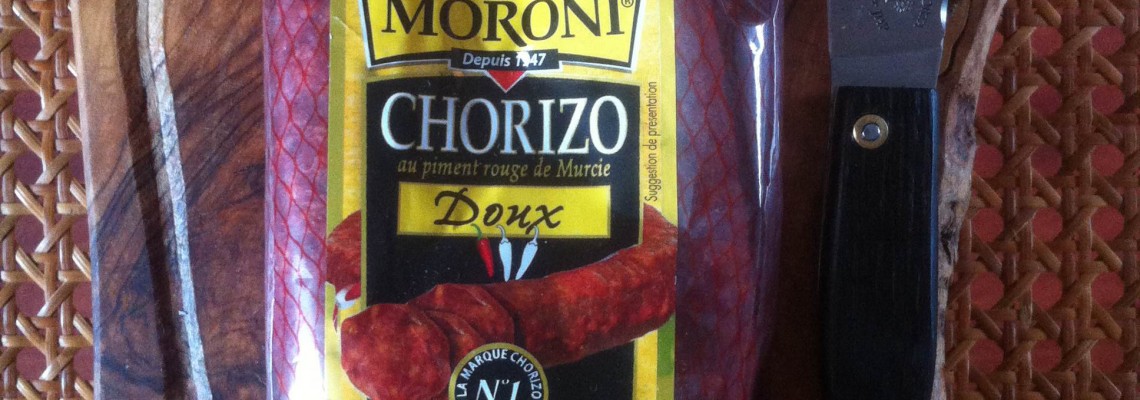 MORONI®
Depuis 1947
CHORIZO
au piment rouge de Murcie
Doux
Suggestion de présentation
LA MARQUE CHORIZO
N°1